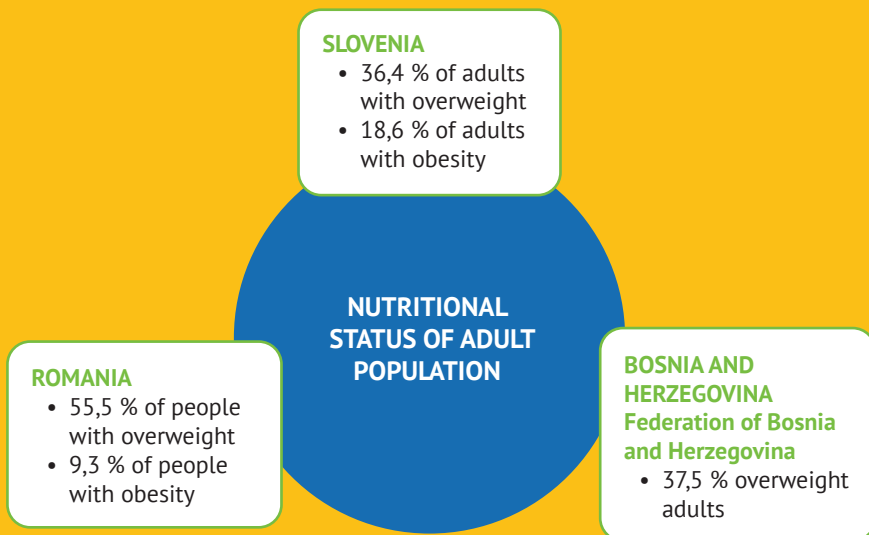 SLOVENIA
• 36,4 % of adults
with overweight
• 18,6 % of adults
with obesity
NUTRITIONAL
STATUS OF ADULT
POPULATION
ROMANIA
• 55,5 % of people
with overweight
• 9,3 % of people
with obesity
BOSNIA AND
HERZEGOVINA
Federation of Bosnia
and Herzegovina
• 37,5 % overweight
adults